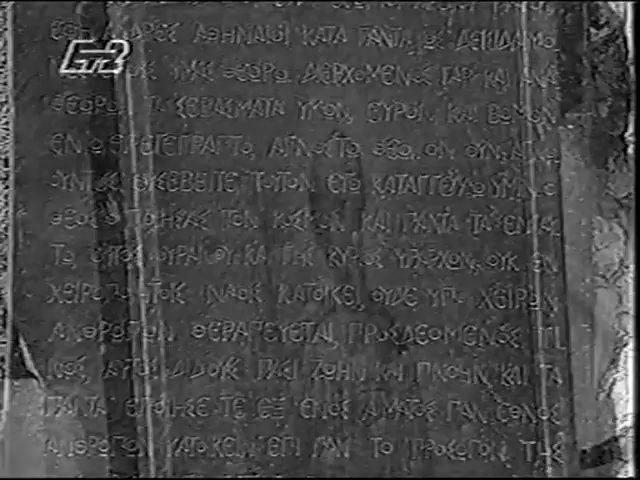 ΑΝΔΡΕΣ ΑΘΗΝΑΙΟΙ ΚΑΤΑ ΠΑΝΤΑ ΩΣ ΔΕΙΣΙΔΑΙΜΟ
ΥΜΑΣ ΘΕΩΡΩ. ΔΙΕΡΧΟΜΕΝΟΣ ΓΑΡ ΚΑΙ ΑΝΑ
ΘΕΩΡΩΝ ΤΑ ΣΕΒΑΣΜΑΤΑ ΥΜΩΝ, ΕΥΡΟΝ ΚΑΙ ΒΩΜΟΝ
ΕΝ Ω ΕΠΕΓΕΓΡΑΠΤΟ, ΑΓΝΩΣΤΩ ΘΕΩ. ΟΝ ΟΥΝ ΑΓΝΟ
ΟΥΝΤΕΣ ΕΥΣΕΒΕΙΤΕ ΤΟΥΤΟΝ ΕΓΩ ΚΑΤΑΓΓΕΛΛΩ ΥΜΙΝ. Ο
ΘΕΟΣ Ο ΠΟΙΗΣΑΣ ΤΟΝ ΚΟΣΜΟΝ ΚΑΙ ΠΑΝΤΑ ΤΑ ΕΝ ΑΥ
ΤΩ, ΟΥΤΟΣ ΟΥΡΑΝΟΥ ΚΑΙ ΓΗΣ ΚΥΡΙΟΣ ΥΠΑΡΧΩΝ, ΟΥΚ ΕΝ
ΧΕΙΡΟΠΟΙΗΤΟΙΣ ΝΑΟΙΣ ΚΑΤΟΙΚΕΙ, ΟΥΔΕ ΥΠΟ ΧΕΙΡΩΝ
ΑΝΘΡΩΠΩΝ ΘΕΡΑΠΕΥΕΤΑΙ, ΠΡΟΣΔΕΟΜΕΝΟΣ ΤΙ
ΝΟΣ, ΑΥΤΟΣ ΔΙΔΟΥΣ ΠΑΣΙ ΖΩΗΝ ΚΑΙ ΠΝΟΗΝ ΚΑΙ ΤΑ
ΠΑΝΤΑ ΕΠΟΙΗΣΕ ΤΕ ΕΞ ΕΝΟΣ ΑΙΜΑΤΟΣ ΠΑΝ ΕΘΝΟΣ
ΑΝΘΡΩΠΩΝ ΚΑΤΟΙΚΕΙΝ ΕΠΙ ΠΑΝ ΤΟ ΠΡΟΣΩΠΟΝ ΤΗΣ